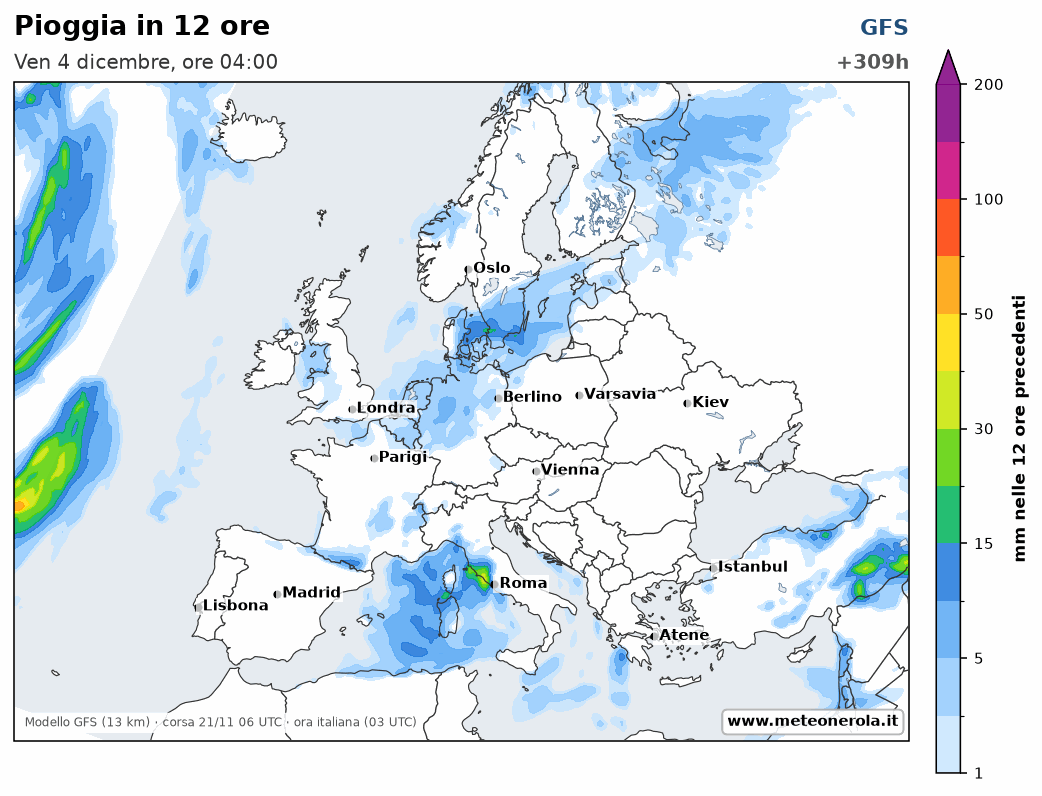 Pioggia in 12 ore
GFS
Ven 4 dicembre, ore 04:00
+309h
200
100
50
30
15
5
1
mm nelle 12 ore precedenti
Oslo
Berlino
Varsavia
Kiev
Londra
Parigi
Vienna
Istanbul
Roma
Madrid
Lisbona
Atene
Modello GFS (13 km) · corsa 21/11 06 UTC · ora italiana (03 UTC)
www.meteonerola.it